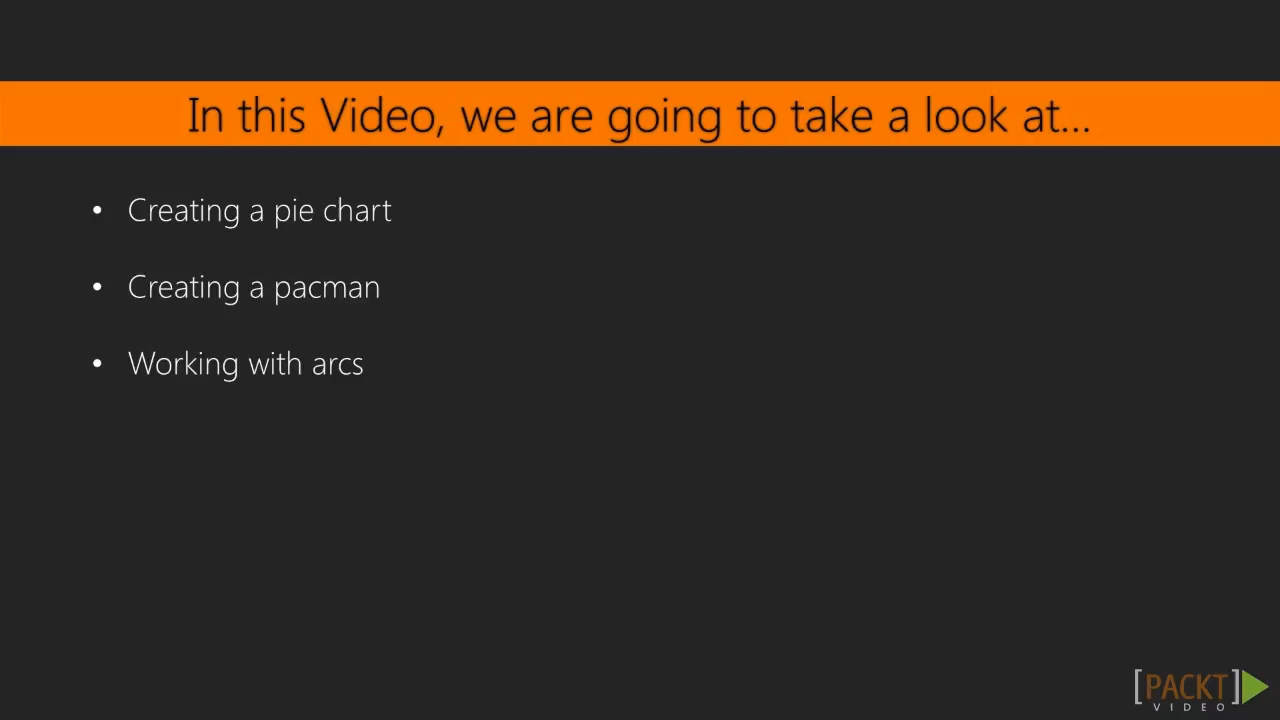 In this Video, we are going to take a look at...
• Creating a pie chart
• Creating a pacman
• Working with arcs
[PACKT]
VIDEO